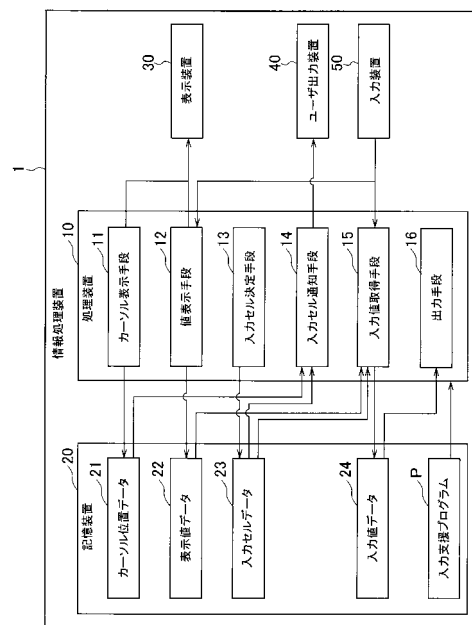 1
情報処理装置
10
処理装置
11
カーソル表示手段
12
値表示手段
13
入力セル決定手段
14
入力セル通知手段
15
入力値取得手段
16
出力手段
20
記憶装置
21
カーソル位置データ
22
表示値データ
23
入力セルデータ
24
入力値データ
P
入力支援プログラム
30
表示装置
40
ユーザ出力装置
50
入力装置